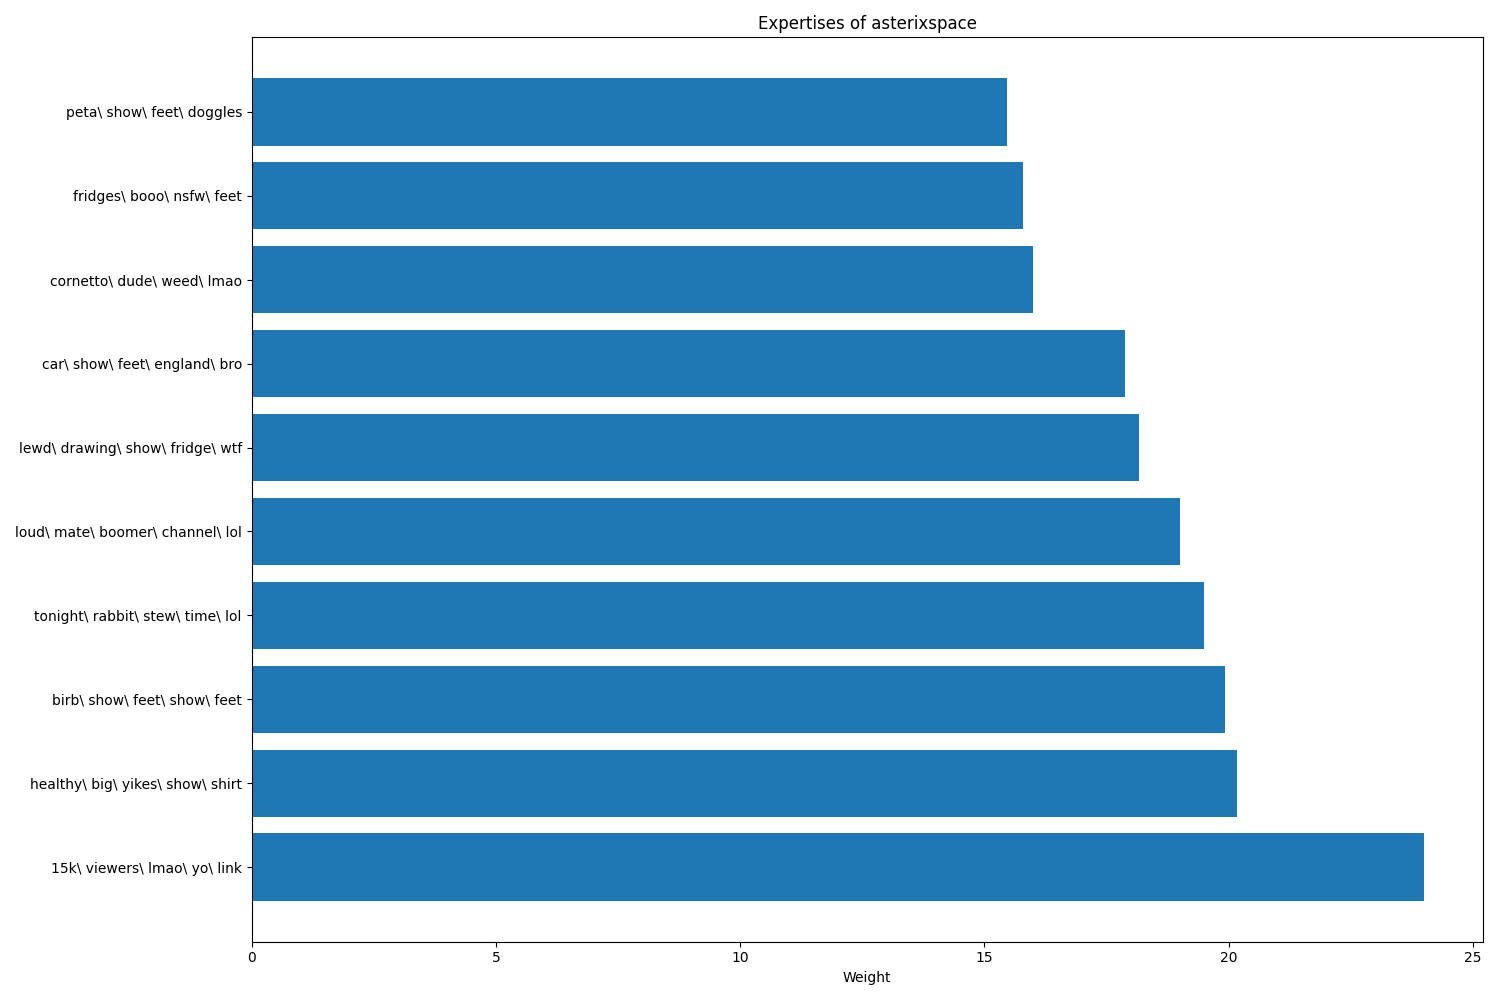 Expertises of asterixspace
peta\ show\ feet\ doggles
fridges\ booo\ nsfw\ feet
cornetto\ dude\ weed\ lmao
car\ show\ feet\ england\ bro
lewd\ drawing\ show\ fridge\ wtf
loud\ mate\ boomer\ channel\ lol
tonight\ rabbit\ stew\ time\ lol
birb\ show\ feet\ show\ feet
healthy\ big\ yikes\ show\ shirt
15k\ viewers\ lmao\ yo\ link
0 5 10 15 20 25
Weight